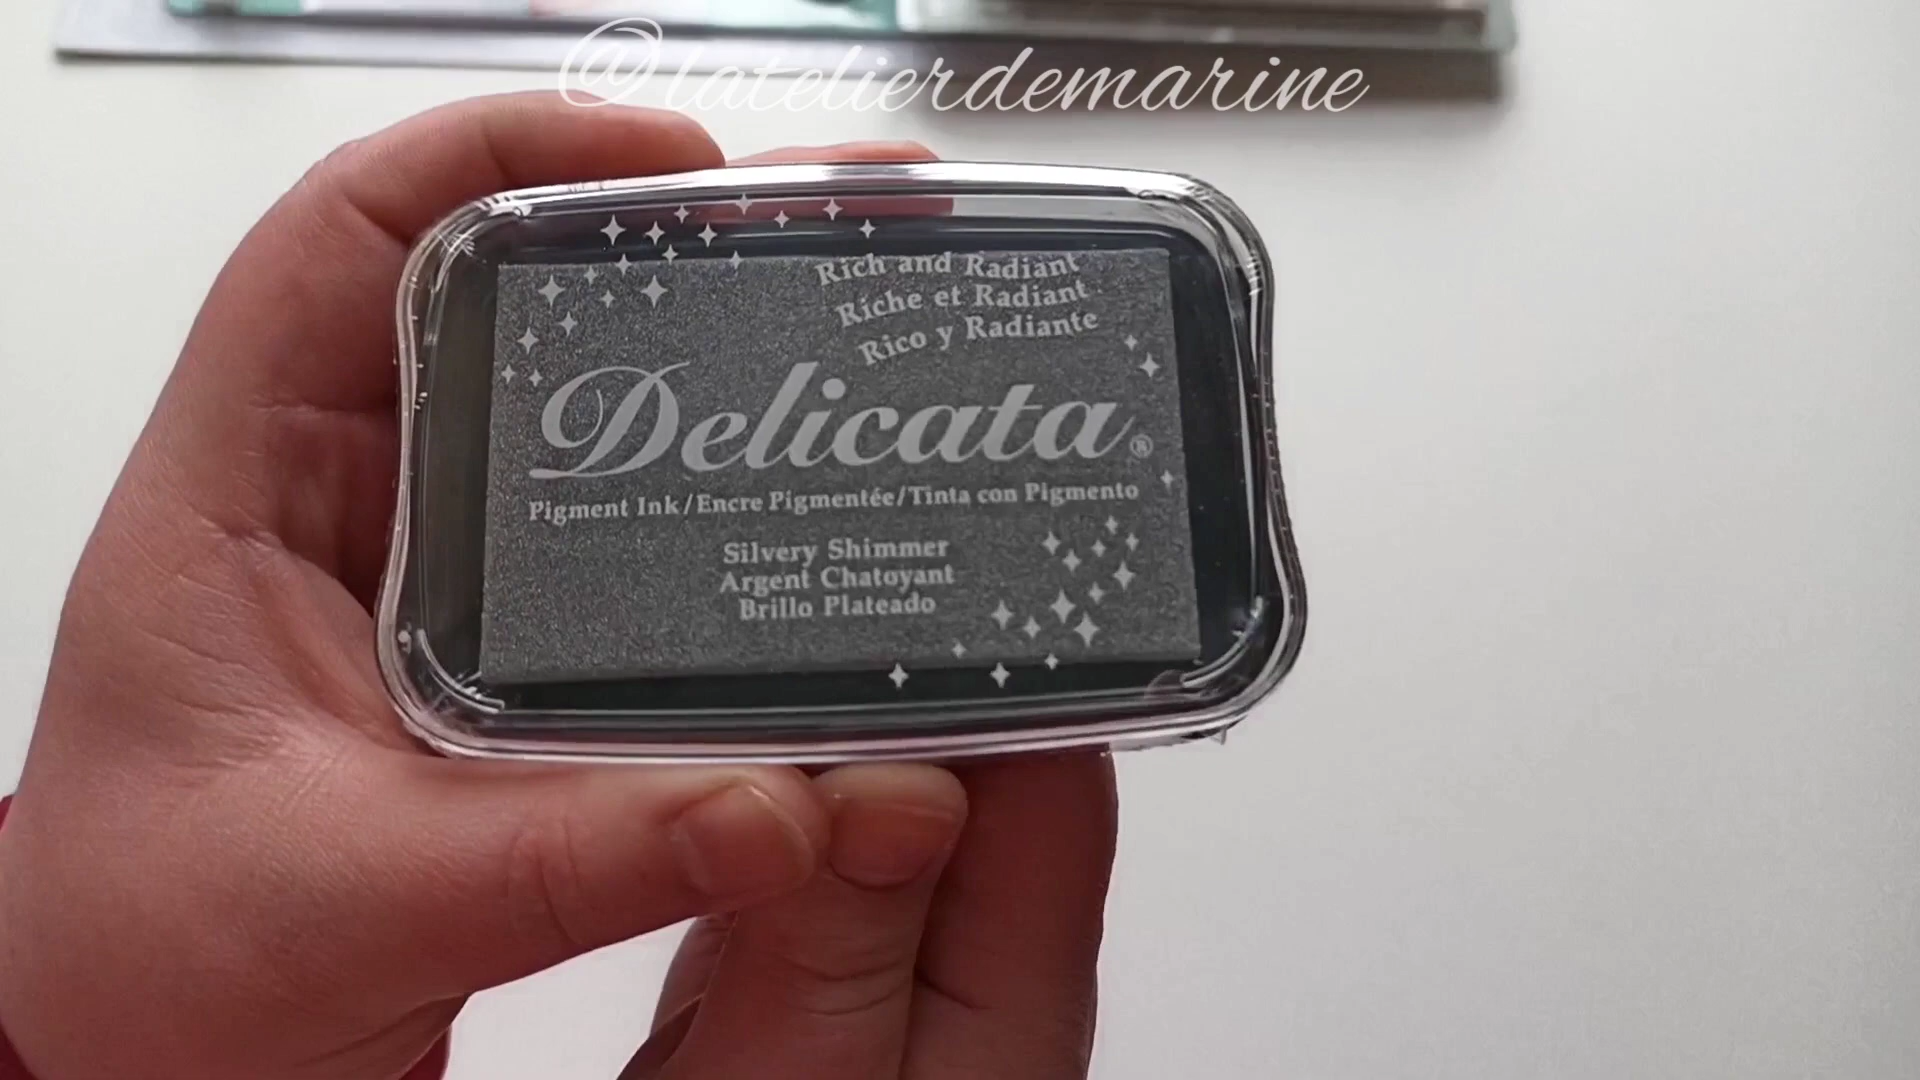 @latelierdemarine
Rich and Radiant
Riche et Radiant
Rico y Radiante
Delicata®
Pigment Ink/Encre Pigmentée/Tinta con Pigmento
Silvery Shimmer
Argent Chatoyant
Brillo Plateado